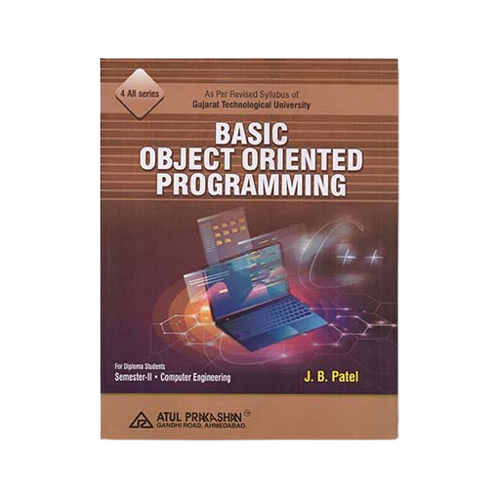 4 All series
As Per Revised Syllabus of
Gujarat Technological University
BASIC
OBJECT ORIENTED
PROGRAMMING
C++
For Diploma Students
Semester-II • Computer Engineering
J. B. Patel
ATUL PRAKASHAN
GANDHI ROAD, AHMEDABAD.